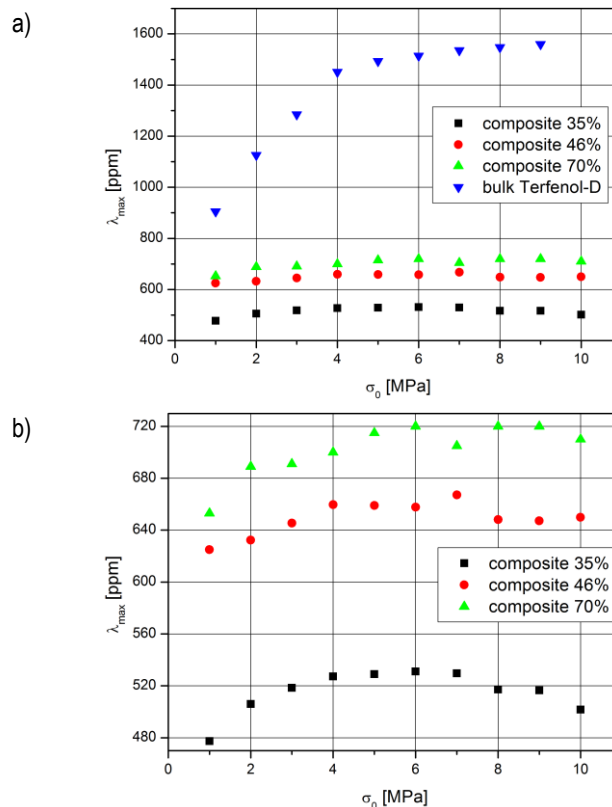 a)
1600
1400
1200
1000
800
600
400
0
2
4
6
8
10
λmax [ppm]
σ0 [MPa]
composite 35%
composite 46%
composite 70%
bulk Terfenol-D
b)
720
680
640
600
560
520
480
0
2
4
6
8
10
λmax [ppm]
σ0 [MPa]
composite 35%
composite 46%
composite 70%